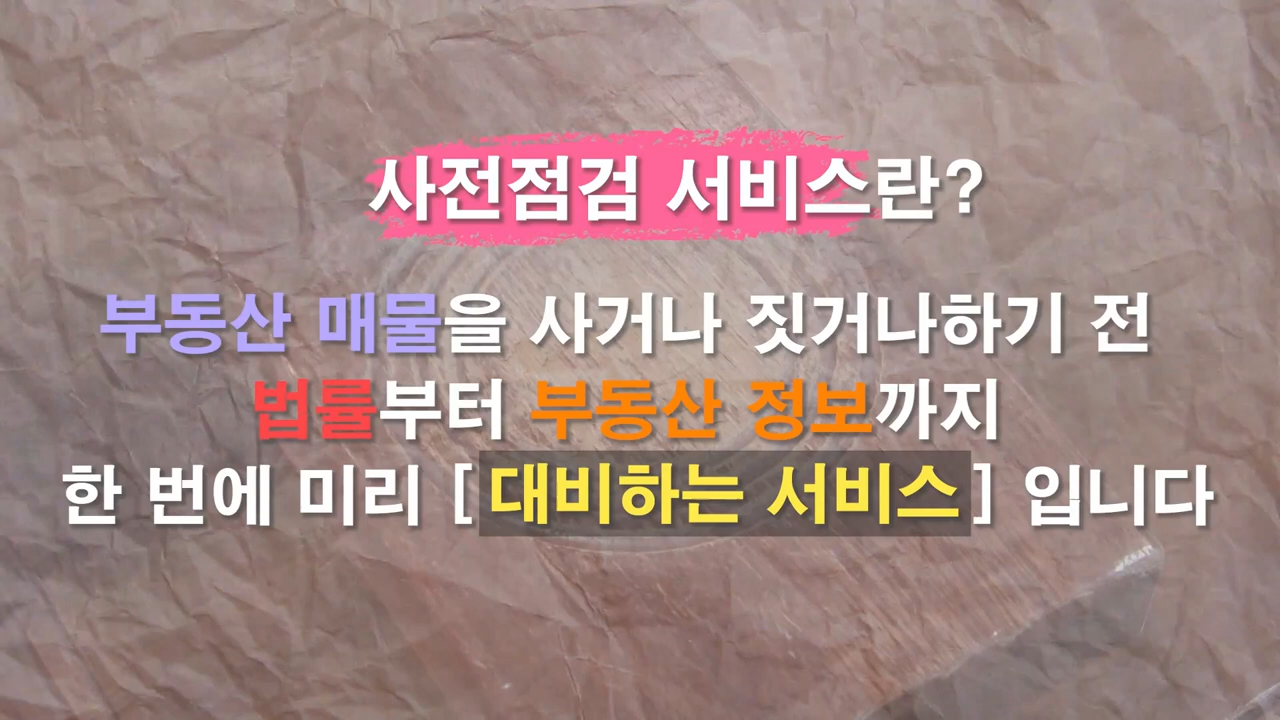 사전점검 서비스란?
부동산 매물을 사거나 짓거나하기 전
법률부터 부동산 정보까지
한 번에 미리 [대비하는 서비스] 입니다